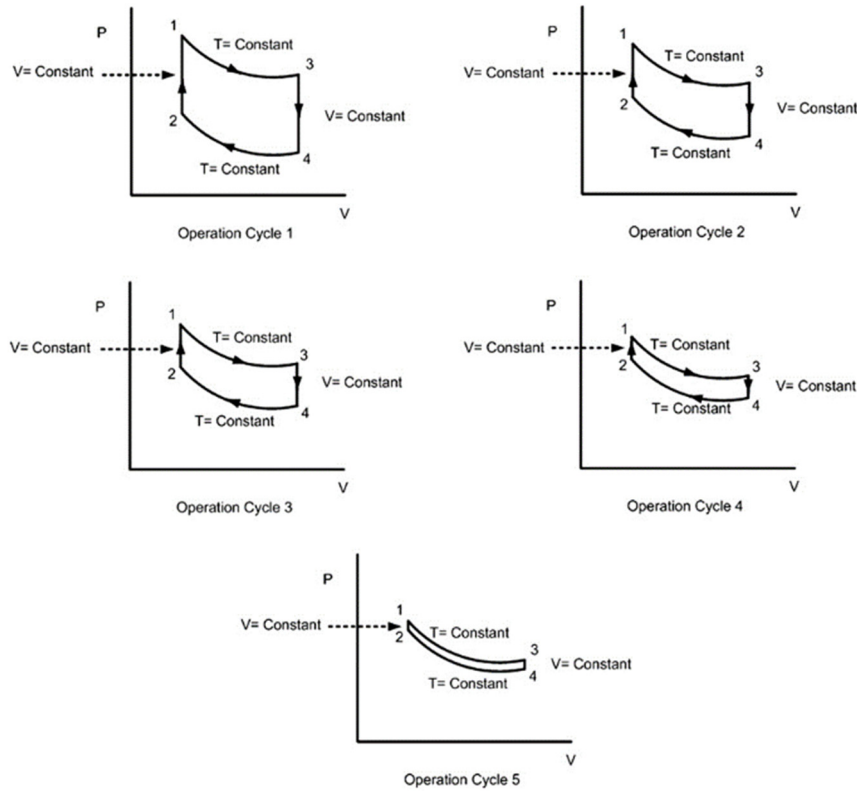 P
1
T= Constant
3
V= Constant
2
V= Constant
T= Constant
4
V
Operation Cycle 1
P
1
T= Constant
3
V= Constant
2
V= Constant
T= Constant
4
V
Operation Cycle 2
P
1
T= Constant
3
V= Constant
2
V= Constant
T= Constant
4
V
Operation Cycle 3
P
1
T= Constant
3
V= Constant
2
V= Constant
T= Constant
4
V
Operation Cycle 4
P
1
V= Constant
T= Constant
2
3
V= Constant
T= Constant
4
V
Operation Cycle 5